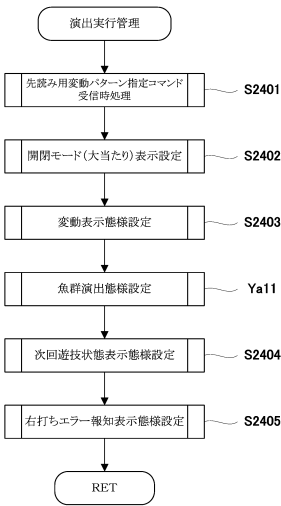 演出実行管理
先読み用変動パターン指定コマンド
受信時処理
S2401
開閉モード(大当たり)表示設定
S2402
変動表示態様設定
S2403
魚群演出態様設定
Ya11
次回遊技状態表示態様設定
S2404
右打ちエラー報知表示態様設定
S2405
RET